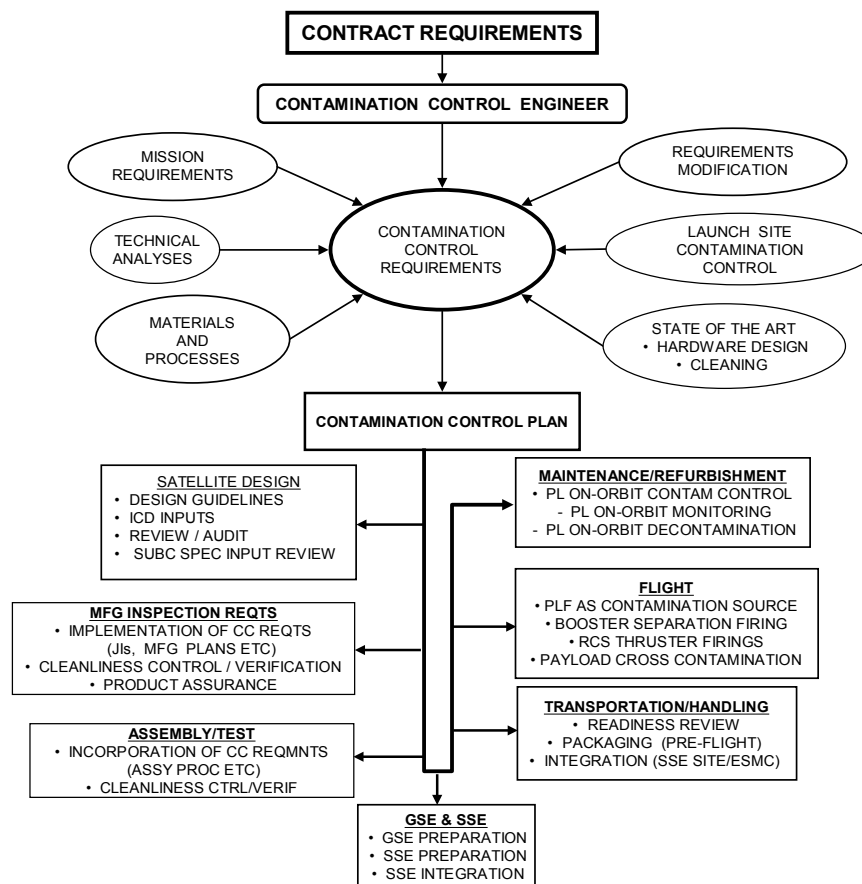 CONTRACT REQUIREMENTS
CONTAMINATION CONTROL ENGINEER
MISSION
REQUIREMENTS
REQUIREMENTS
MODIFICATION
TECHNICAL
ANALYSES
CONTAMINATION
CONTROL
REQUIREMENTS
LAUNCH SITE
CONTAMINATION
CONTROL
MATERIALS
AND
PROCESSES
STATE OF THE ART
• HARDWARE DESIGN
• CLEANING
CONTAMINATION CONTROL PLAN
SATELLITE DESIGN
• DESIGN GUIDELINES
• ICD INPUTS
• REVIEW / AUDIT
• SUBC SPEC INPUT REVIEW
MAINTENANCE/REFURBISHMENT
• PL ON-ORBIT CONTAM CONTROL
- PL ON-ORBIT MONITORING
- PL ON-ORBIT DECONTAMINATION
MFG INSPECTION REQTS
• IMPLEMENTATION OF CC REQTS
(JIs, MFG PLANS ETC)
• CLEANLINESS CONTROL / VERIFICATION
• PRODUCT ASSURANCE
FLIGHT
• PLF AS CONTAMINATION SOURCE
• BOOSTER SEPARATION FIRING
• RCS THRUSTER FIRINGS
• PAYLOAD CROSS CONTAMINATION
ASSEMBLY/TEST
• INCORPORATION OF CC REQMNTS
(ASSY PROC ETC)
• CLEANLINESS CTRL/VERIF
TRANSPORTATION/HANDLING
• READINESS REVIEW
• PACKAGING (PRE-FLIGHT)
• INTEGRATION (SSE SITE/ESMC)
GSE & SSE
• GSE PREPARATION
• SSE PREPARATION
• SSE INTEGRATION